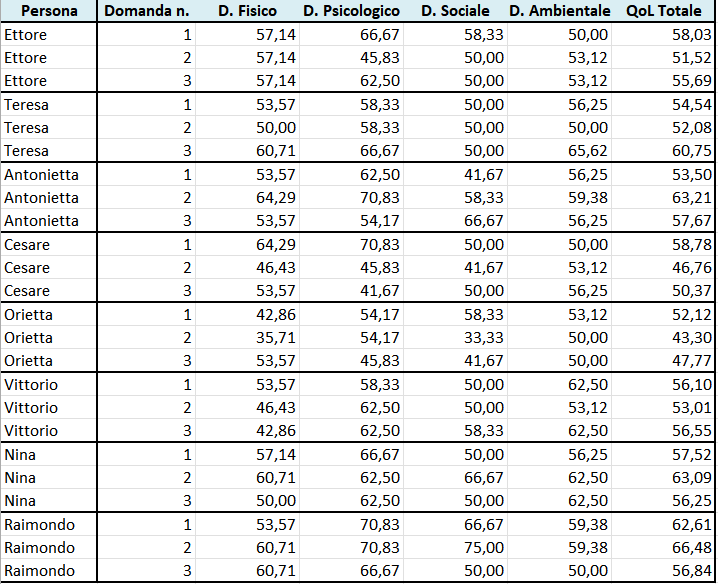 Persona Domanda n. D. Fisico D. Psicologico D. Sociale D. Ambientale QoL Totale
Ettore 1 57,14 66,67 58,33 50,00 58,03
Ettore 2 57,14 45,83 50,00 53,12 51,52
Ettore 3 57,14 62,50 50,00 53,12 55,69
Teresa 1 53,57 58,33 50,00 56,25 54,54
Teresa 2 50,00 58,33 50,00 50,00 52,08
Teresa 3 60,71 66,67 50,00 65,62 60,75
Antonietta 1 53,57 62,50 41,67 56,25 53,50
Antonietta 2 64,29 70,83 58,33 59,38 63,21
Antonietta 3 53,57 54,17 66,67 56,25 57,67
Cesare 1 64,29 70,83 50,00 50,00 58,78
Cesare 2 46,43 45,83 41,67 53,12 46,76
Cesare 3 53,57 41,67 50,00 56,25 50,37
Orietta 1 42,86 54,17 58,33 53,12 52,12
Orietta 2 35,71 54,17 33,33 50,00 43,30
Orietta 3 53,57 45,83 41,67 50,00 47,77
Vittorio 1 53,57 58,33 50,00 62,50 56,10
Vittorio 2 46,43 62,50 50,00 53,12 53,01
Vittorio 3 42,86 62,50 58,33 62,50 56,55
Nina 1 57,14 66,67 50,00 56,25 57,52
Nina 2 60,71 62,50 66,67 62,50 63,09
Nina 3 50,00 62,50 50,00 62,50 56,25
Raimondo 1 53,57 70,83 66,67 59,38 62,61
Raimondo 2 60,71 70,83 75,00 59,38 66,48
Raimondo 3 60,71 66,67 50,00 50,00 56,84